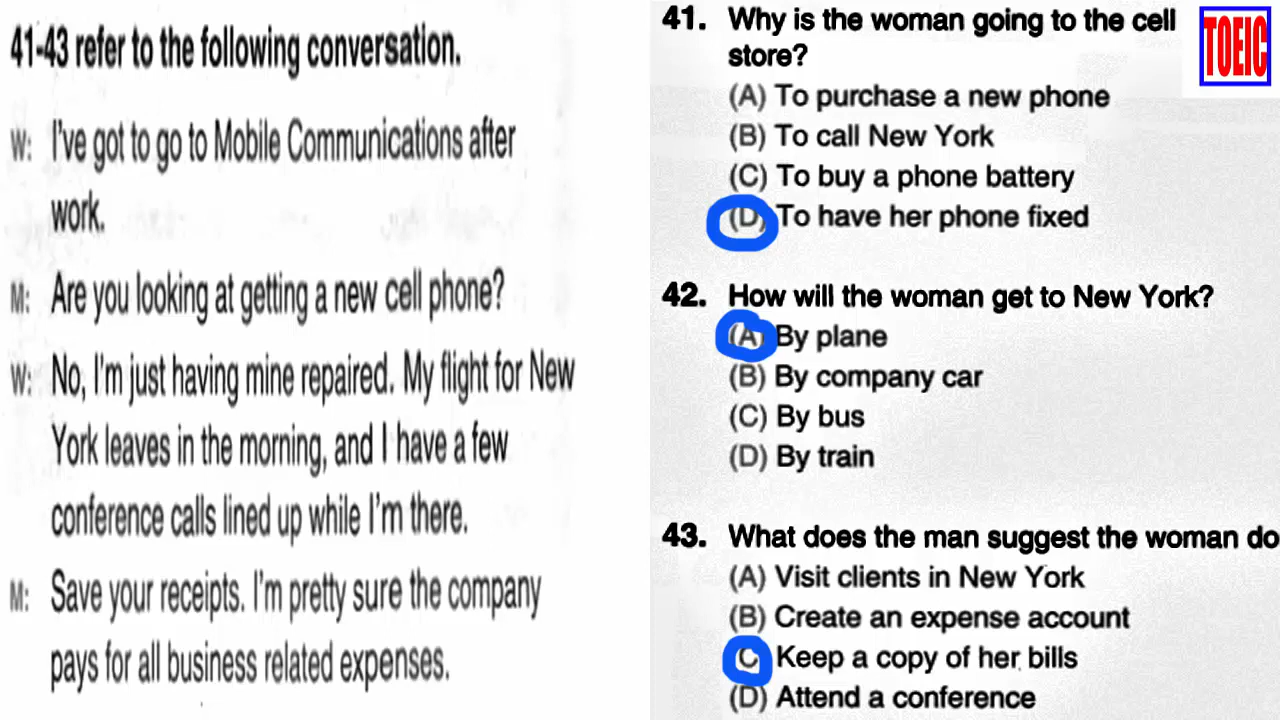 41-43 refer to the following conversation.
W: I've got to go to Mobile Communications after
work.
M: Are you looking at getting a new cell phone?
W: No, I'm just having mine repaired. My flight for New
York leaves in the morning, and I have a few
conference calls lined up while I'm there.
M: Save your receipts. I'm pretty sure the company
pays for all business related expenses.
41. Why is the woman going to the cell
store?
(A) To purchase a new phone
(B) To call New York
(C) To buy a phone battery
(D) To have her phone fixed
42. How will the woman get to New York?
(A) By plane
(B) By company car
(C) By bus
(D) By train
43. What does the man suggest the woman do
(A) Visit clients in New York
(B) Create an expense account
(C) Keep a copy of her bills
(D) Attend a conference
TOEIC